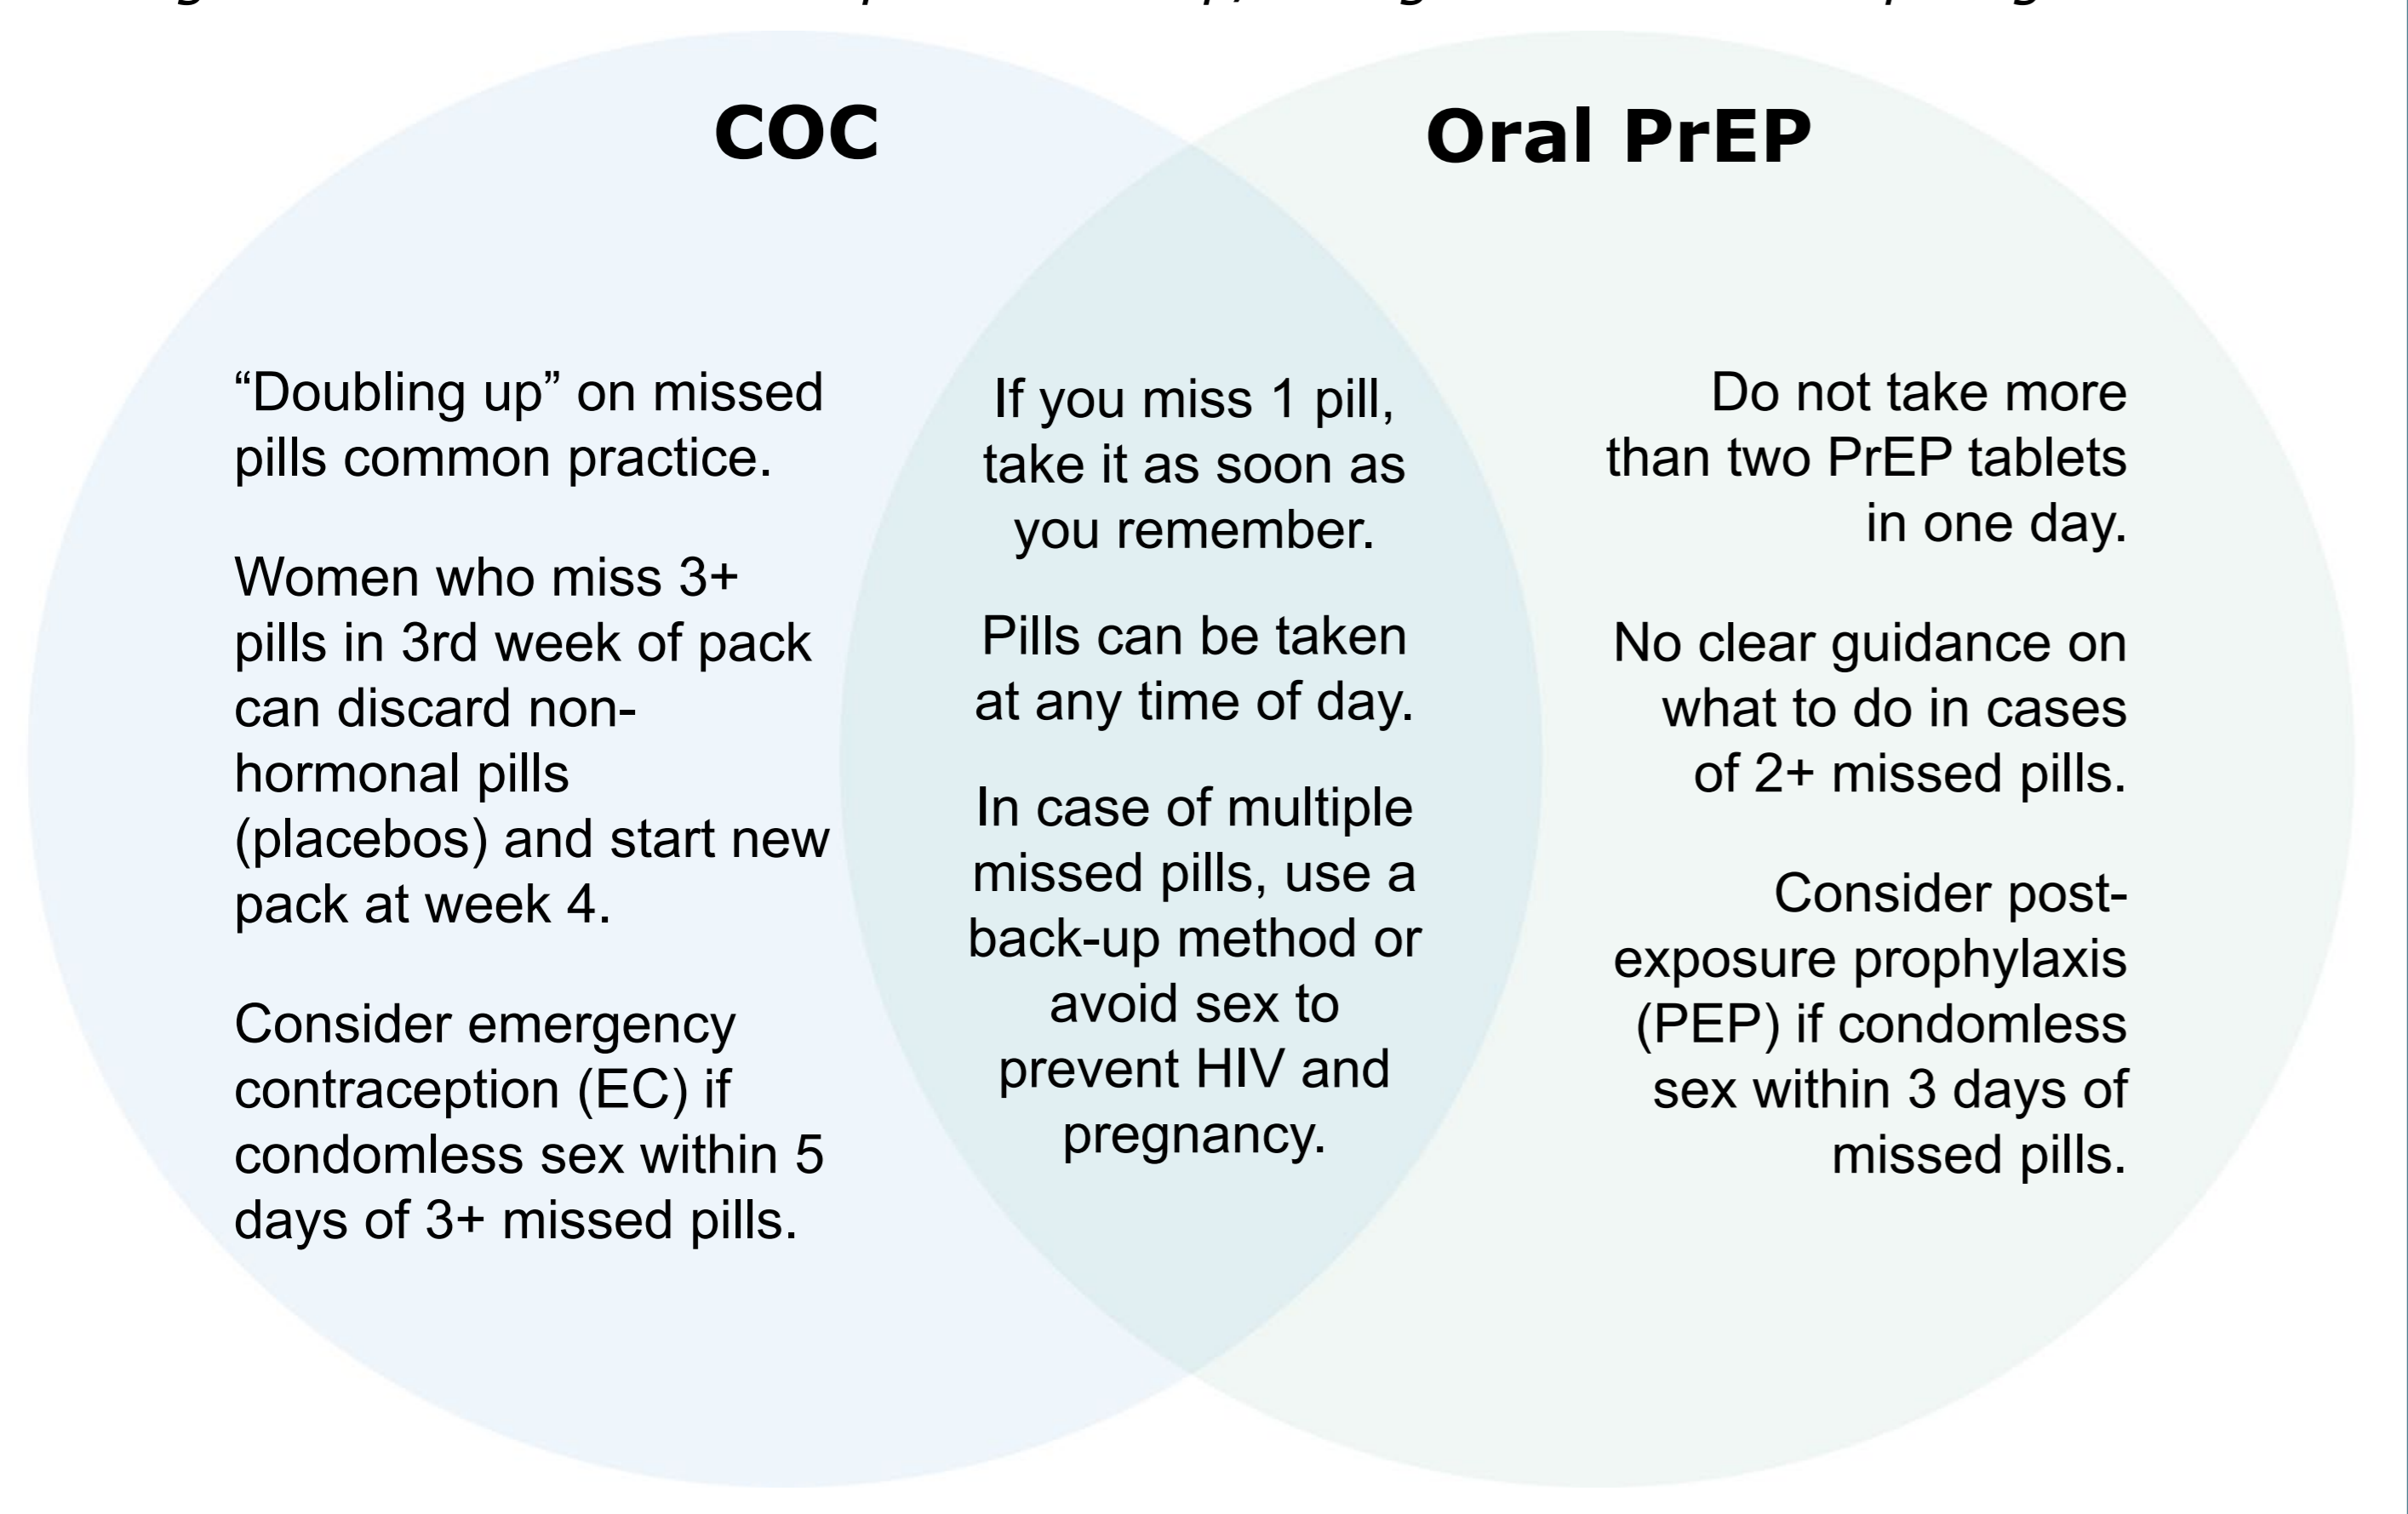 COC
Oral PrEP
“Doubling up” on missed
pills common practice.
Women who miss 3+
pills in 3rd week of pack
can discard non-
hormonal pills
(placebos) and start new
pack at week 4.
Consider emergency
contraception (EC) if
condomless sex within 5
days of 3+ missed pills.
If you miss 1 pill,
take it as soon as
you remember.
Pills can be taken
at any time of day.
In case of multiple
missed pills, use a
back-up method or
avoid sex to
prevent HIV and
pregnancy.
Do not take more
than two PrEP tablets
in one day.
No clear guidance on
what to do in cases
of 2+ missed pills.
Consider post-
exposure prophylaxis
(PEP) if condomless
sex within 3 days of
missed pills.